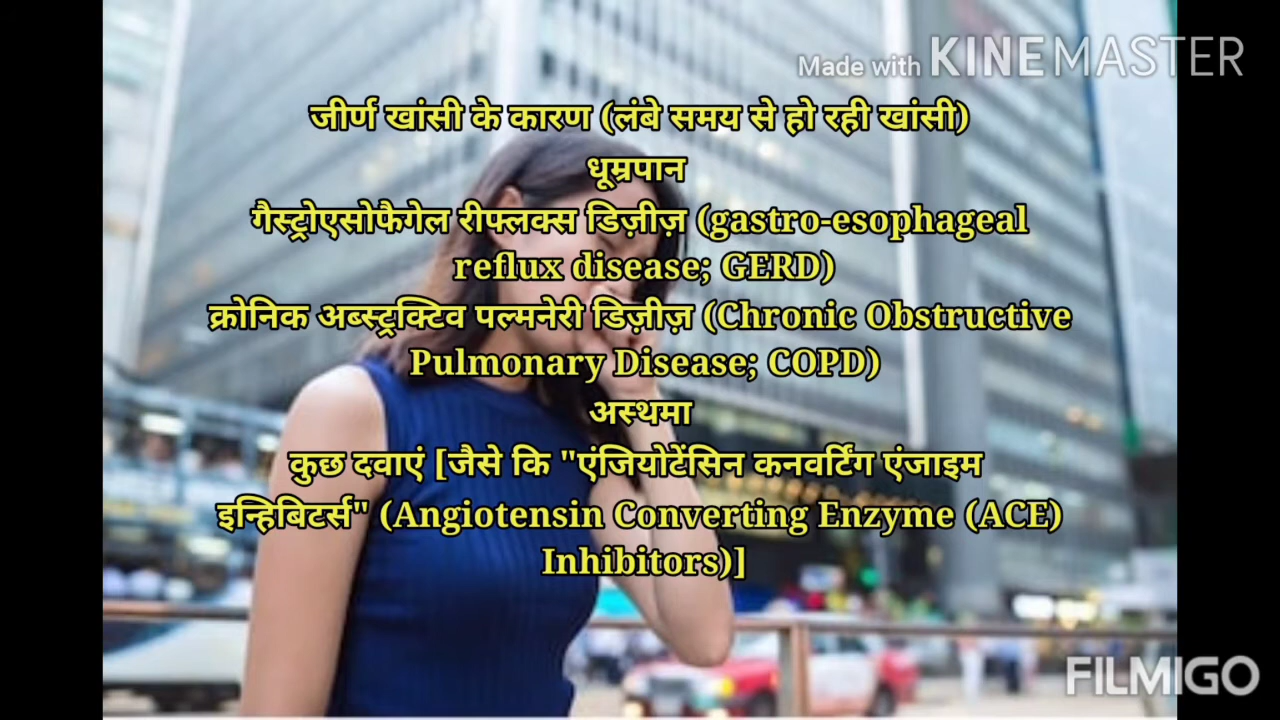 Made with KINEMASTER
जीर्ण खांसी के कारण (लंबे समय से हो रही खांसी)
धूम्रपान
गैस्ट्रोएसोफैगेल रीफ्लक्स डिज़ीज़ (gastro-esophageal
reflux disease; GERD)
क्रोनिक अब्स्ट्रक्टिव पल्मनेरी डिज़ीज़ (Chronic Obstructive
Pulmonary Disease; COPD)
अस्थमा
कुछ दवाएं [जैसे कि "एंजियोटेंसिन कनवर्टिंग एंजाइम
इन्हिबिटर्स" (Angiotensin Converting Enzyme (ACE)
Inhibitors)]
FILMIGO